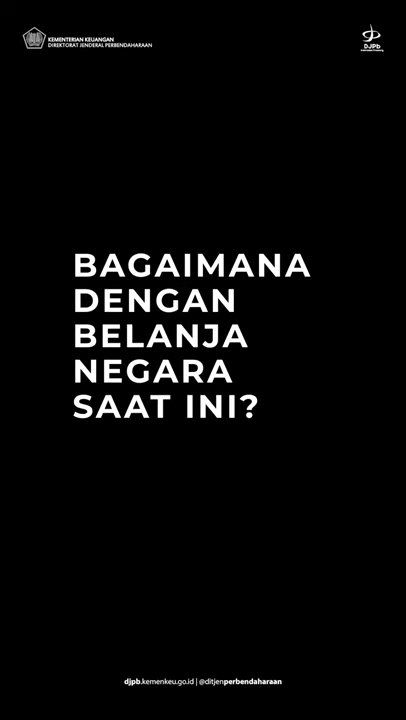 KEMENTERIAN KEUANGAN
DIREKTORAT JENDERAL PERBENDAHARAAN
DJPb
BAGAIMANA
DENGAN
BELANJA
NEGARA
SAAT INI?
djpb.kemenkeu.go.id | @ditjenperbendaharaan